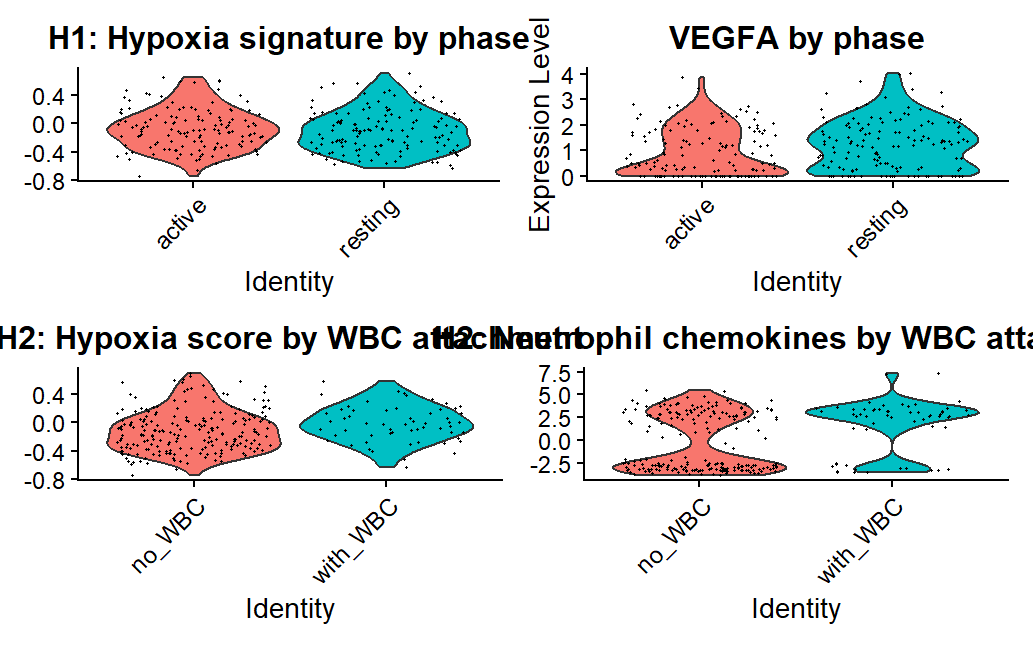 H1: Hypoxia signature by phase
0.4
0.0
-0.4
-0.8
active
resting
Identity
VEGFA by phase
Expression Level
4
3
2
1
0
active
resting
Identity
H2: Hypoxia score by WBC attachment
0.4
0.0
-0.4
-0.8
no_WBC
with_WBC
Identity
H2: Neutrophil chemokines by WBC atta
7.5
5.0
2.5
0.0
-2.5
no_WBC
with_WBC
Identity